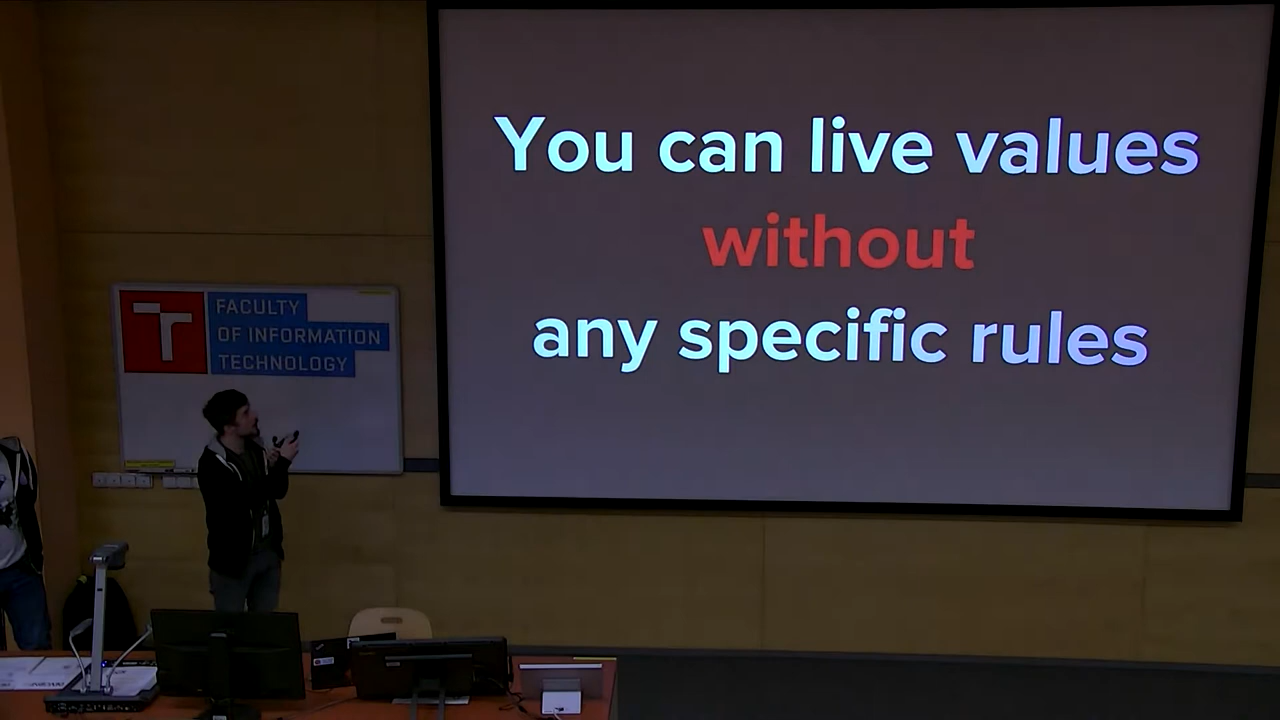 You can live values
without
any specific rules
FACULTY
OF INFORMATION
TECHNOLOGY